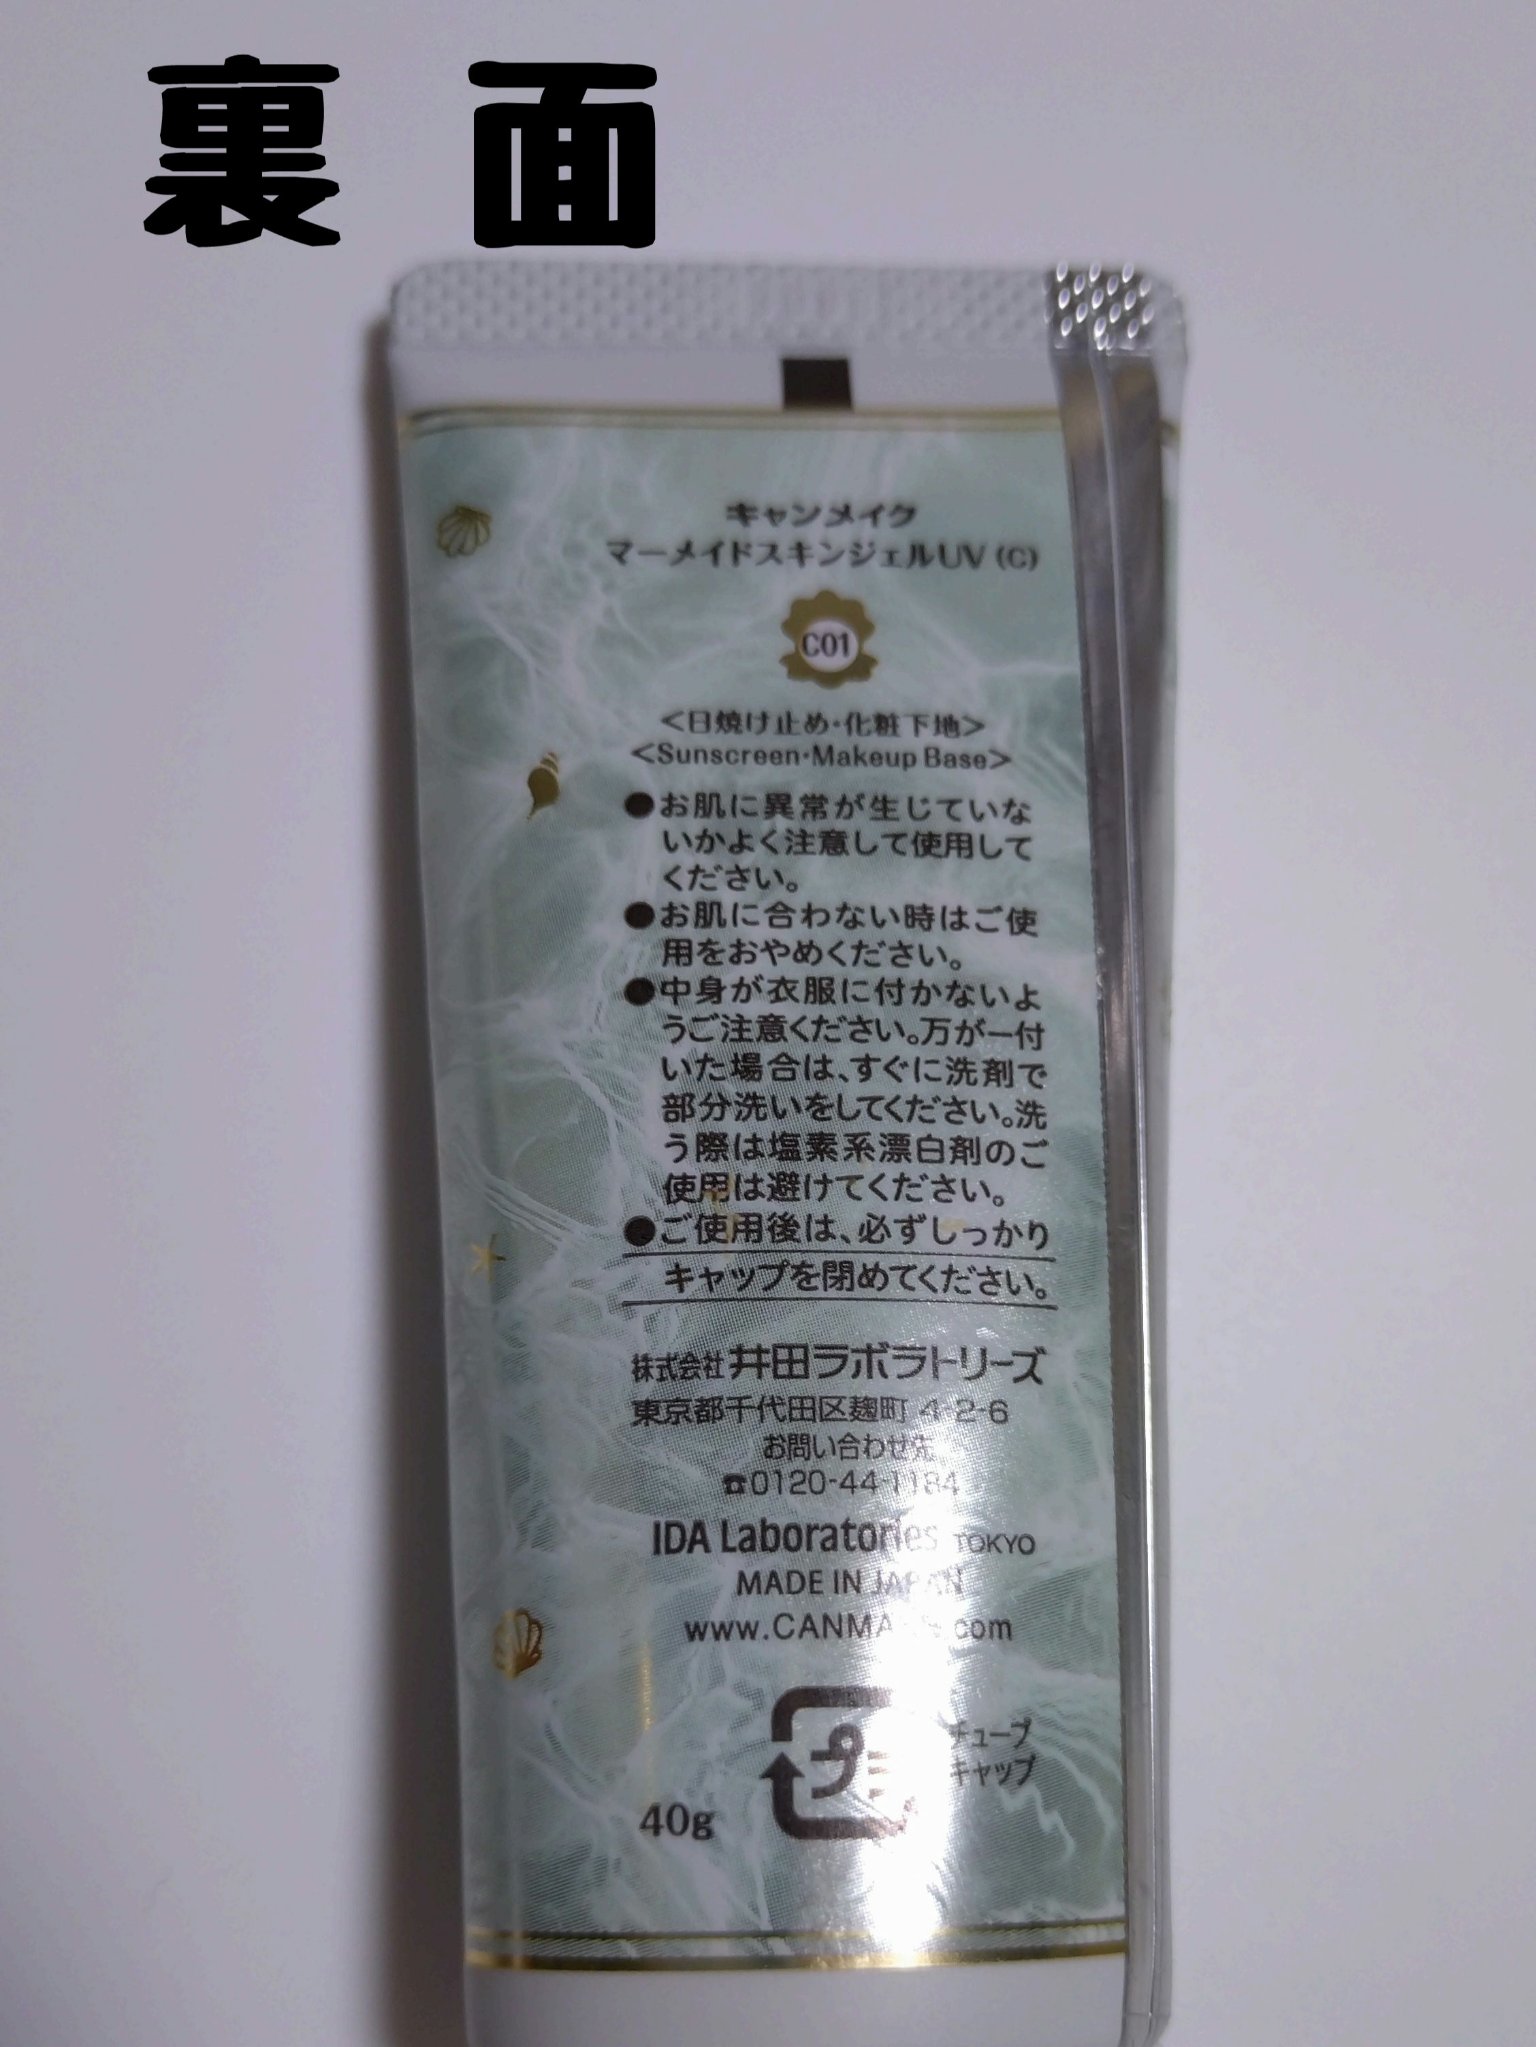 裏面
キャンメイク
マーメイドスキンジェルUV (C)
C01
<日焼け止め・化粧下地>
<Sunscreen・Makeup Base>
●お肌に異常が生じていな
いかよく注意して使用して
ください。
●お肌に合わない時はご使
用をおやめください。
●中身が衣服に付かないよ
うご注意ください。万が一付
いた場合は、すぐに洗剤で
部分洗いをしてください。洗
う際は塩素系漂白剤のご
使用は避けてください。
●ご使用後は、必ずしっかり
キャップを閉めてください。
株式会社 井田ラボラトリーズ
東京都千代田区麹町 4-2-6
お問い合わせ先
☎0120-44-1184
IDA Laboratories TOKYO
MADE IN JAPAN
www.CANMAKE.com
プラ
チューブ
キャップ
40g